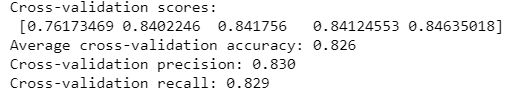 Cross-validation scores:
[0.76173469 0.8402246 0.841756 0.84124553 0.84635018]
Average cross-validation accuracy: 0.826
Cross-validation precision: 0.830
Cross-validation recall: 0.829